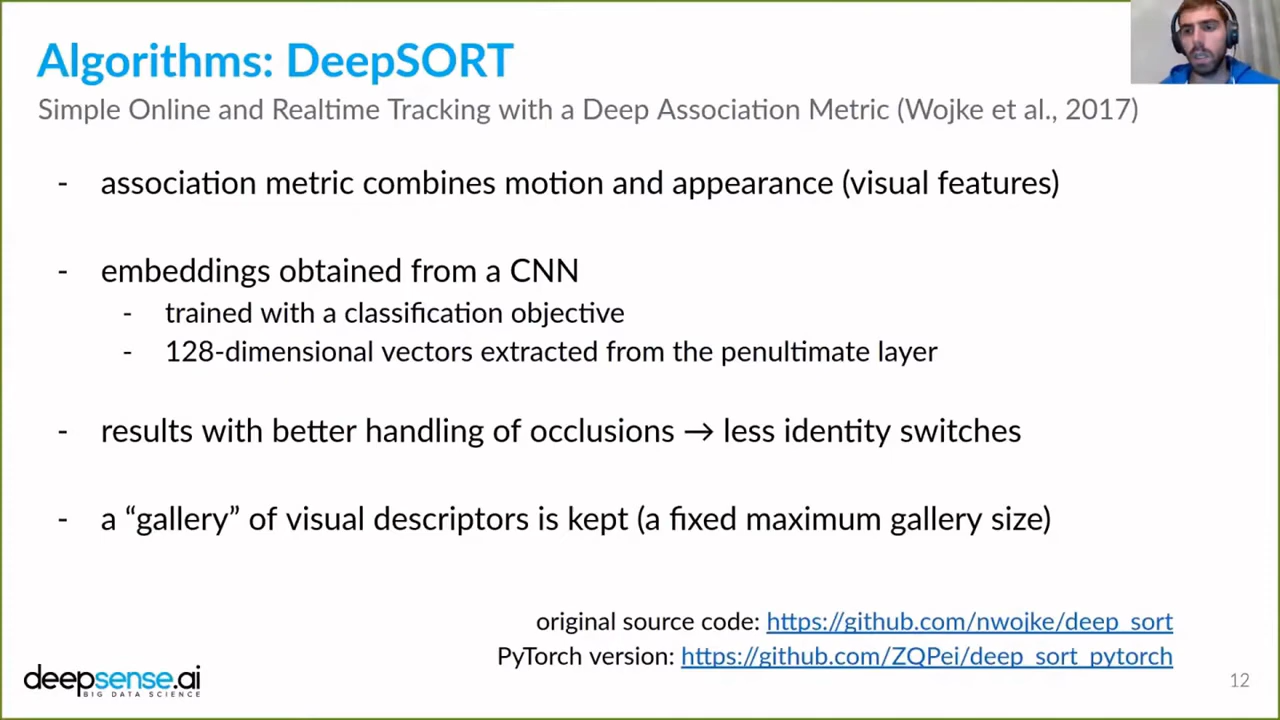 Algorithms: DeepSORT
Simple Online and Realtime Tracking with a Deep Association Metric (Wojke et al., 2017)
- association metric combines motion and appearance (visual features)
- embeddings obtained from a CNN
- trained with a classification objective
- 128-dimensional vectors extracted from the penultimate layer
- results with better handling of occlusions → less identity switches
- a “gallery” of visual descriptors is kept (a fixed maximum gallery size)
original source code: https://github.com/nwojke/deep_sort
PyTorch version: https://github.com/ZQPei/deep_sort_pytorch
deepsense.ai
BIG DATA SCIENCE
12